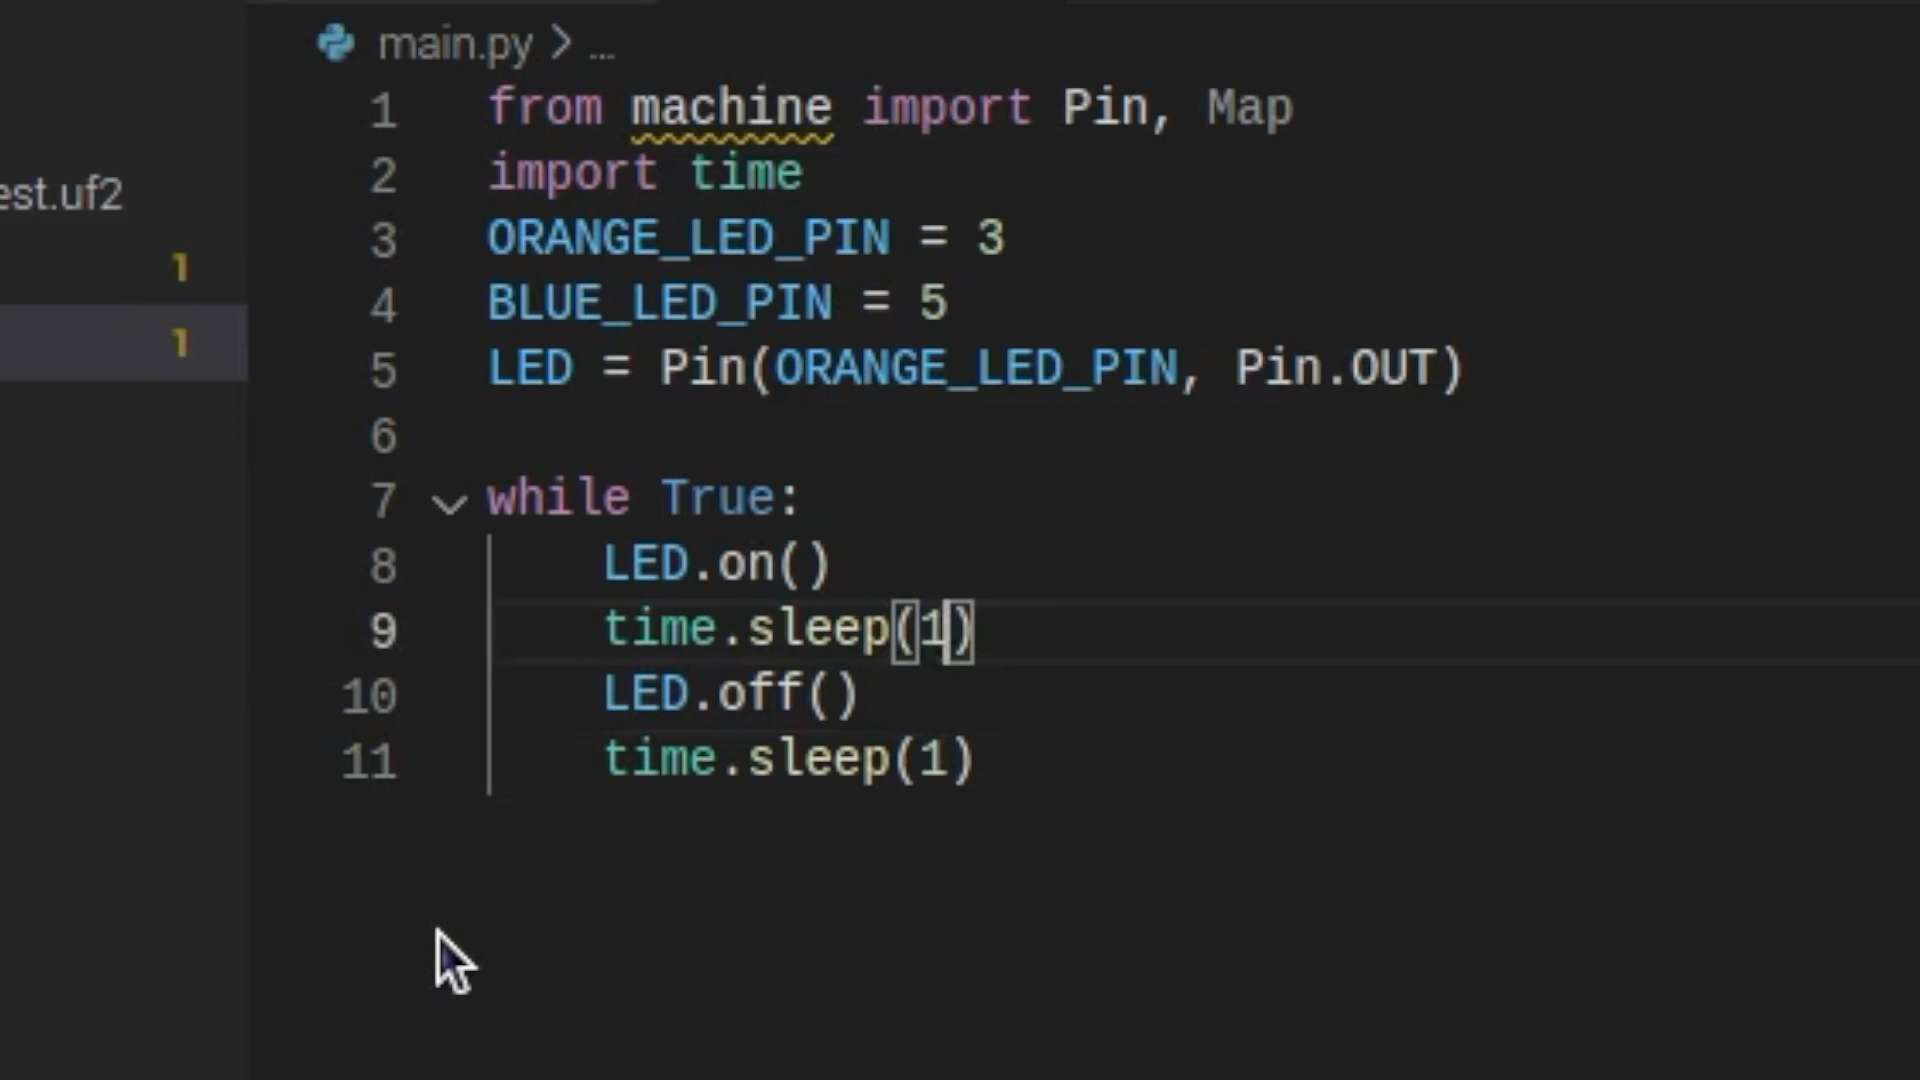 main.py > ...
est.uf2
1
1
1 from machine import Pin, Map
2 import time
3 ORANGE_LED_PIN = 3
4 BLUE_LED_PIN = 5
5 LED = Pin(ORANGE_LED_PIN, Pin.OUT)
6
7 while True:
8 LED.on()
9 time.sleep(1)
10 LED.off()
11 time.sleep(1)